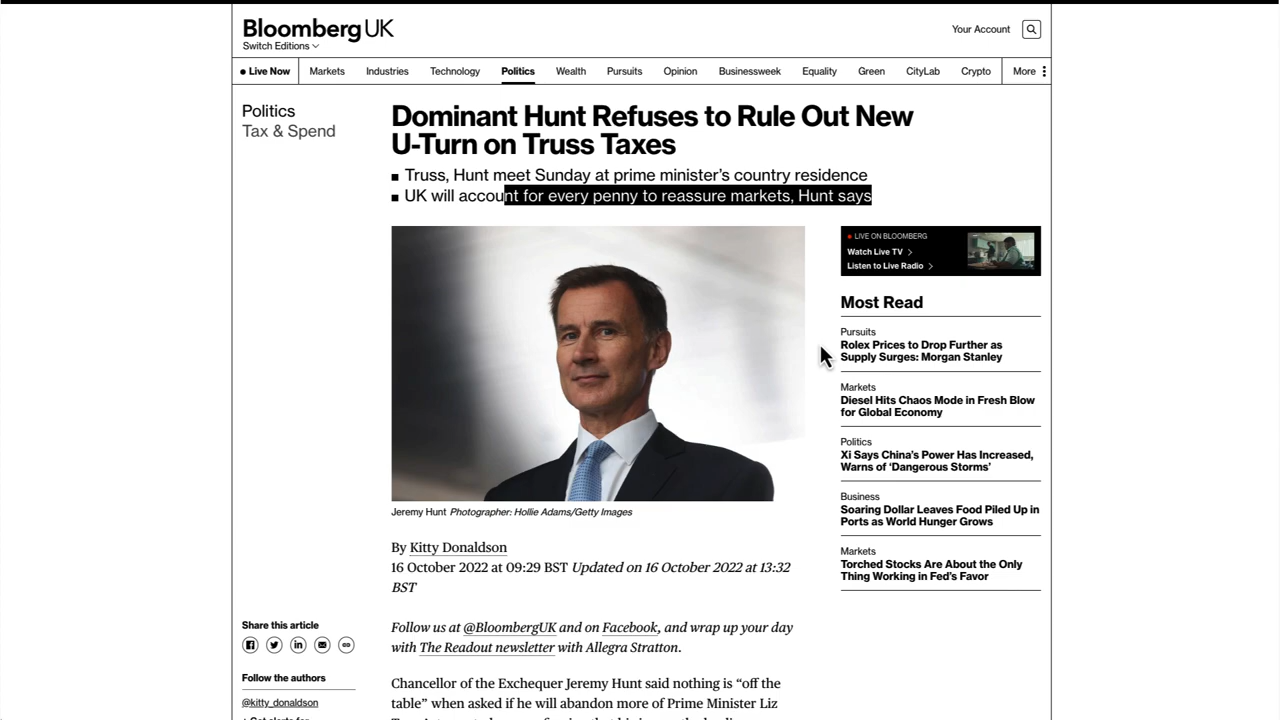 Bloomberg UK
Switch Editions
Your Account
Live Now
Markets
Industries
Technology
Politics
Wealth
Pursuits
Opinion
Businessweek
Equality
Green
CityLab
Crypto
More
Politics
Tax & Spend
Dominant Hunt Refuses to Rule Out New
U-Turn on Truss Taxes
Truss, Hunt meet Sunday at prime minister’s country residence
UK will account for every penny to reassure markets, Hunt says
LIVE ON BLOOMBERG
Watch Live TV
Listen to Live Radio
Most Read
Pursuits
Rolex Prices to Drop Further as
Supply Surges: Morgan Stanley
Markets
Diesel Hits Chaos Mode in Fresh Blow
for Global Economy
Politics
Xi Says China’s Power Has Increased,
Warns of ‘Dangerous Storms’
Business
Soaring Dollar Leaves Food Piled Up in
Ports as World Hunger Grows
Markets
Torched Stocks Are About the Only
Thing Working in Fed’s Favor
Jeremy Hunt Photographer: Hollie Adams/Getty Images
By Kitty Donaldson
16 October 2022 at 09:29 BST Updated on 16 October 2022 at 13:32
BST
Share this article
Follow the authors
@kitty_donaldson
Follow us at @BloombergUK and on Facebook, and wrap up your day
with The Readout newsletter with Allegra Stratton.
Chancellor of the Exchequer Jeremy Hunt said nothing is “off the
table” when asked if he will abandon more of Prime Minister Liz